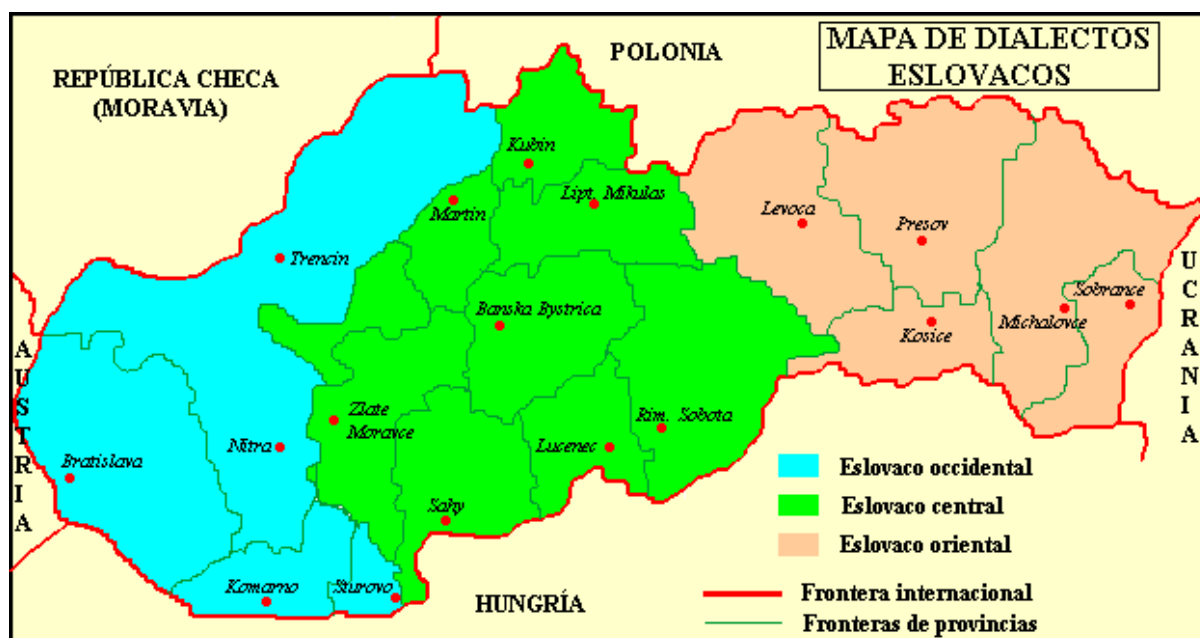 MAPA DE DIALECTOS
ESLOVACOS
REPÚBLICA CHECA
(MORAVIA)
POLONIA
Kubin
Martin
Lipt. Mikulas
Levoca
Presov
Trencin
Banska Bystrica
Kosice
Michalovce
Sobrance
UCRANIA
AUSTRIA
Zlate
Moravce
Nitra
Bratislava
Lucenec
Rim. Sobota
Sahy
Komarno
Sturovo
HUNGRÍA
Eslovaco occidental
Eslovaco central
Eslovaco oriental
Frontera internacional
Fronteras de provincias